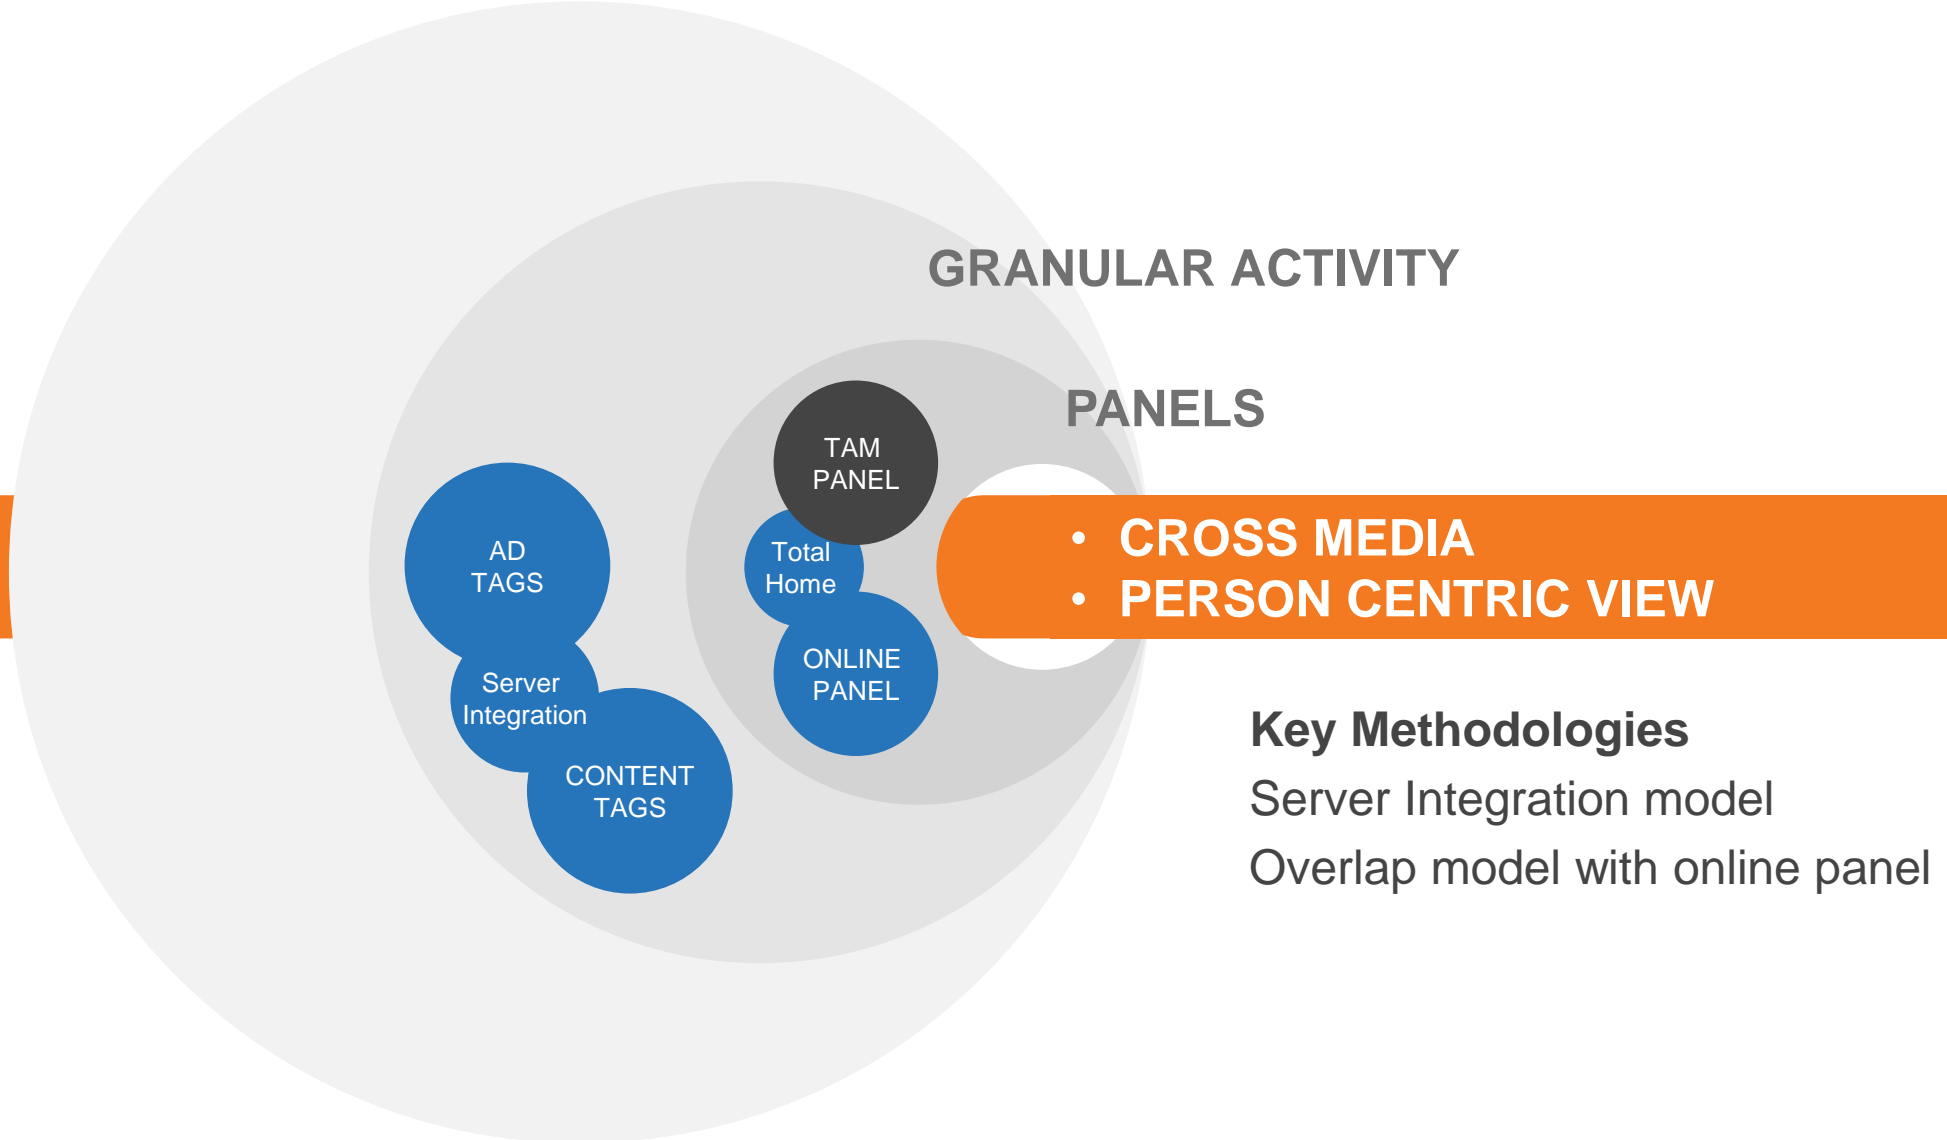 GRANULAR ACTIVITY
PANELS
TAM
PANEL
Total
Home
ONLINE
PANEL
AD
TAGS
Server
Integration
CONTENT
TAGS
• CROSS MEDIA
• PERSON CENTRIC VIEW
Key Methodologies
Server Integration model
Overlap model with online panel